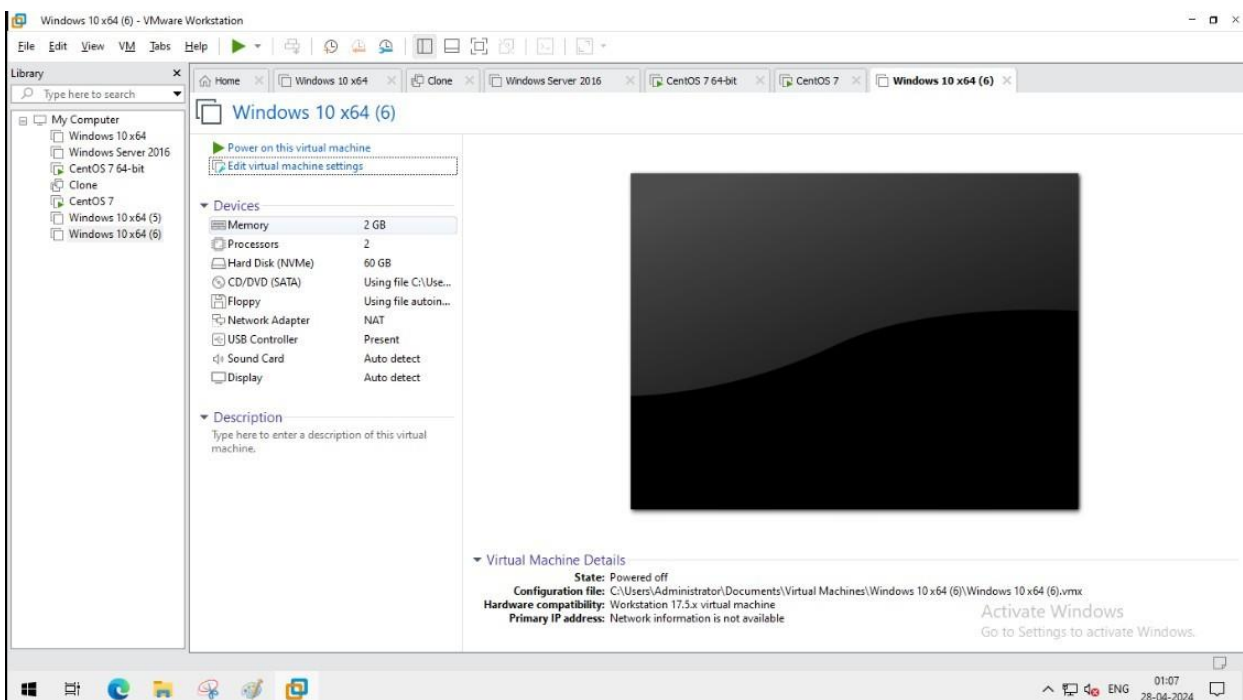 Windows 10 x64 (6) - VMware Workstation
File Edit View VM Tabs Help
Library
Type here to search
My Computer
Windows 10 x64
Windows Server 2016
CentOS 7 64-bit
Clone
CentOS 7
Windows 10 x64 (5)
Windows 10 x64 (6)
Home Windows 10 x64 Clone Windows Server 2016 CentOS 7 64-bit CentOS 7 Windows 10 x64 (6)
Windows 10 x64 (6)
Power on this virtual machine
Edit virtual machine settings
Devices
Memory 2 GB
Processors 2
Hard Disk (NVMe) 60 GB
CD/DVD (SATA) Using file C:\Use...
Floppy Using file autoin...
Network Adapter NAT
USB Controller Present
Sound Card Auto detect
Display Auto detect
Description
Type here to enter a description of this virtual
machine.
Virtual Machine Details
State: Powered off
Configuration file: C:\Users\Administrator\Documents\Virtual Machines\Windows 10 x64 (6)\Windows 10 x64 (6).vmx
Hardware compatibility: Workstation 17.5.x virtual machine
Primary IP address: Network information is not available
Activate Windows
Go to Settings to activate Windows.
ENG
01:07
28-04-2024